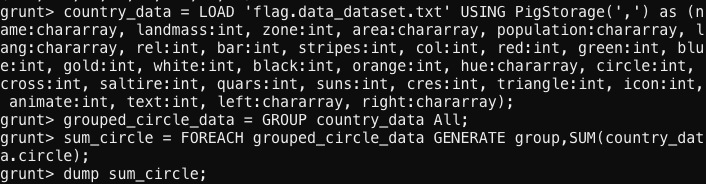 grunt> country_data = LOAD 'flag.data_dataset.txt' USING PigStorage(',') as (n
ame:chararray, landmass:int, zone:int, area:chararray, population:chararray, l
ang:chararray, rel:int, bar:int, stripes:int, col:int, red:int, green:int, blu
e:int, gold:int, white:int, black:int, orange:int, hue:chararray, circle:int,
cross:int, saltire:int, quars:int, suns:int, cres:int, triangle:int, icon:int,
 animate:int, text:int, left:chararray, right:chararray);
grunt> grouped_circle_data = GROUP country_data All;
grunt> sum_circle = FOREACH grouped_circle_data GENERATE group,SUM(country_dat
a.circle);
grunt> dump sum_circle;